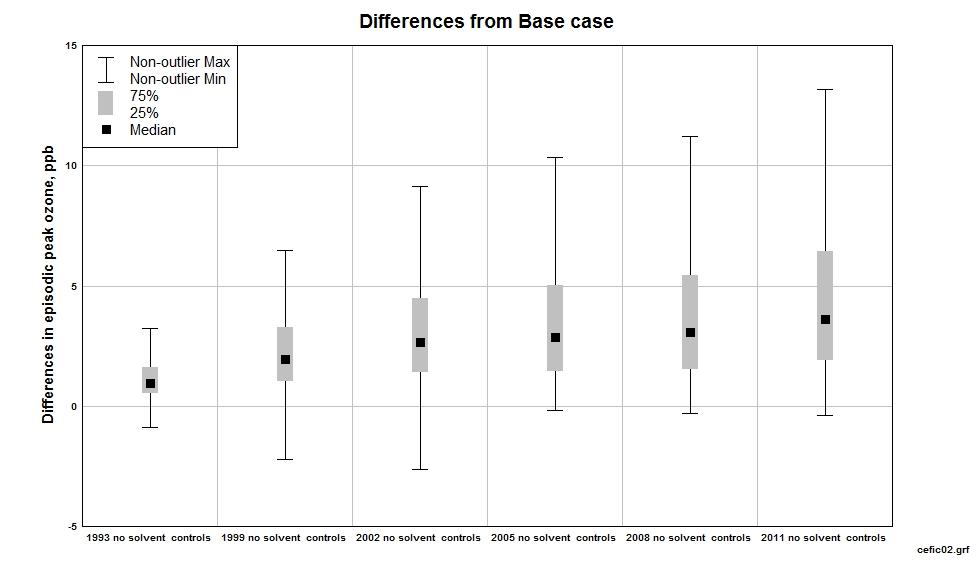 Differences from Base case
15
Non-outlier Max
Non-outlier Min
75%
25%
Median
10
5
0
-5
Differences in episodic peak ozone, ppb
1993 no solvent controls 1999 no solvent controls 2002 no solvent controls 2005 no solvent controls 2008 no solvent controls 2011 no solvent controls
cefic02.grf